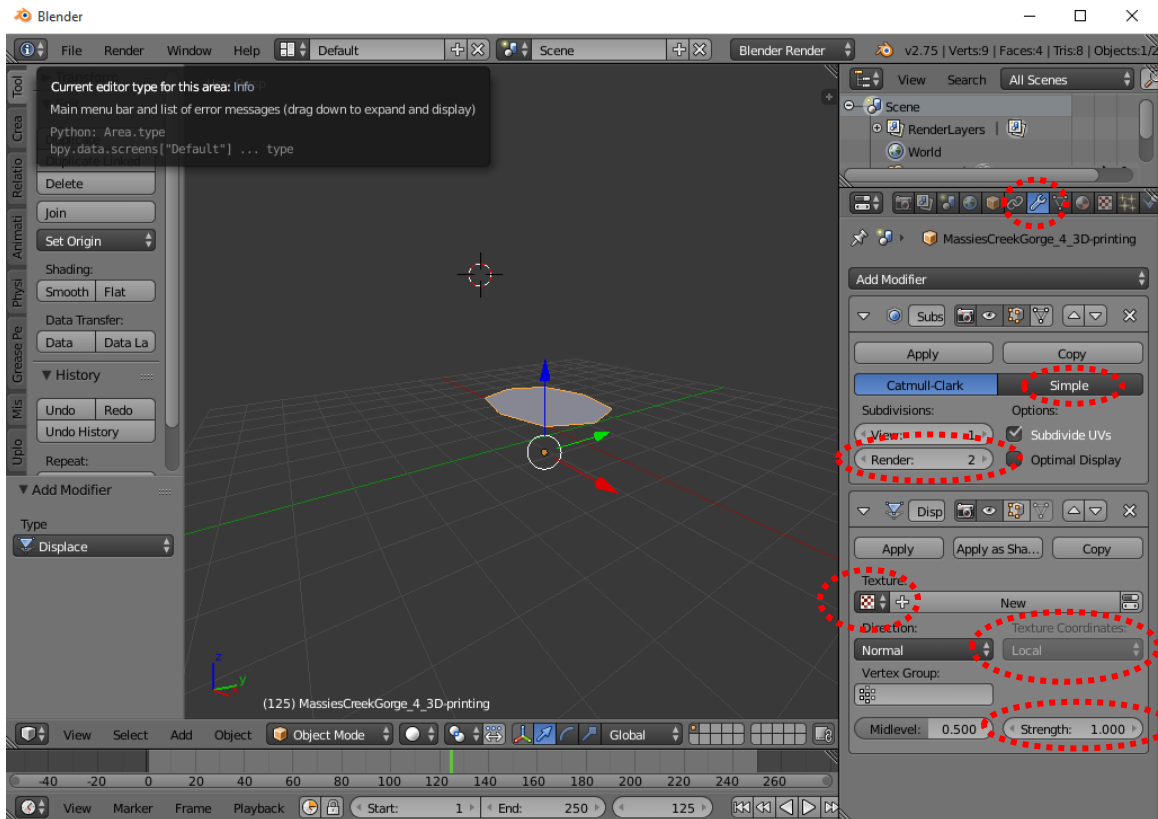 Blender
File Render Window Help Default Scene Blender Render v2.75 | Verts:9 | Faces:4 | Tris:8 | Objects:1/2
Current editor type for this area: Info
Main menu bar and list of error messages (drag down to expand and display)
Python: Area.type
bpy.data.screens["Default"] ... type
Duplicate Linked
Delete
Join
Set Origin
Shading:
Smooth Flat
Data Transfer:
Data Data La
History
Undo Redo
Undo History
Repeat:
Tool
Crea
Relatio
Animati
Physi
Grease Pe
Mis
Uplo
Add Modifier
Type
Displace
z
y
(125) MassiesCreekGorge_4_3D-printing
View Select Add Object Object Mode Global
-40 -20 0 20 40 60 80 100 120 140 160 180 200 220 240 260
View Marker Frame Playback Start: 1 End: 250 125
View Search All Scenes
Scene
RenderLayers |
World
MassiesCreekGorge_4_3D-printing
Add Modifier
Subs
Apply Copy
Catmull-Clark Simple
Subdivisions: Options:
View: 1 Subdivide UVs
Render: 2 Optimal Display
Disp
Apply Apply as Sha... Copy
Texture:
New
Direction: Texture Coordinates:
Normal Local
Vertex Group:
Midlevel: 0.500 Strength: 1.000